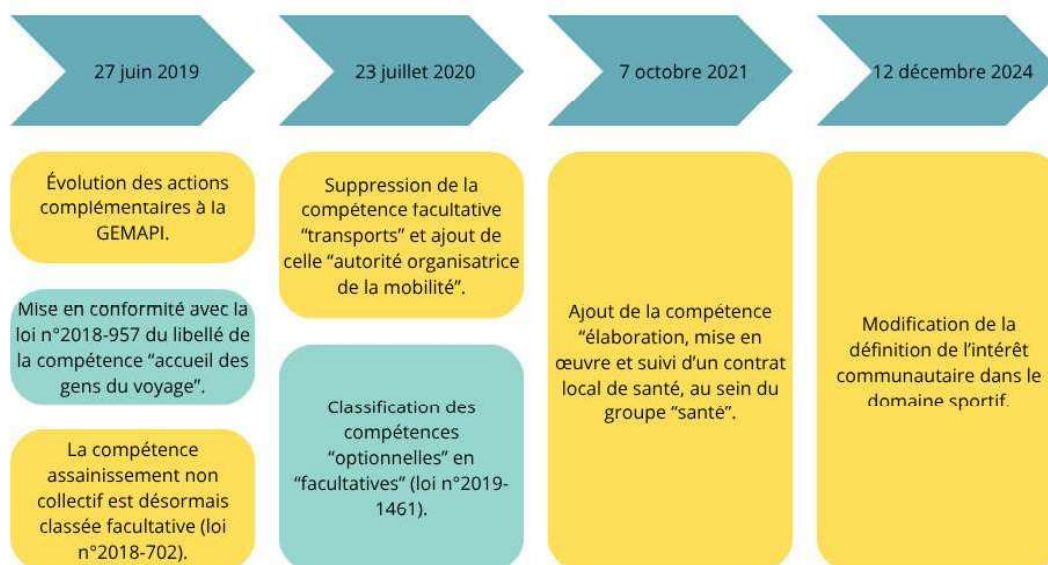 27 juin 2019
23 juillet 2020
7 octobre 2021
12 décembre 2024
Évolution des actions
complémentaires à la
GEMAPI.
Mise en conformité avec la
loi n°2018-957 du libellé de
la compétence “accueil des
gens du voyage”.
La compétence
assainissement non
collectif est désormais
classée facultative (loi
n°2018-702).
Suppression de la
compétence facultative
“transports” et ajout de
celle “autorité organisatrice
de la mobilité”.
Classification des
compétences
“optionnelles” en
“facultatives” (loi n°2019-
1461).
Ajout de la compétence
“élaboration, mise en
œuvre et suivi d’un contrat
local de santé, au sein du
groupe “santé”.
Modification de la
définition de l’intérêt
communautaire dans le
domaine sportif.